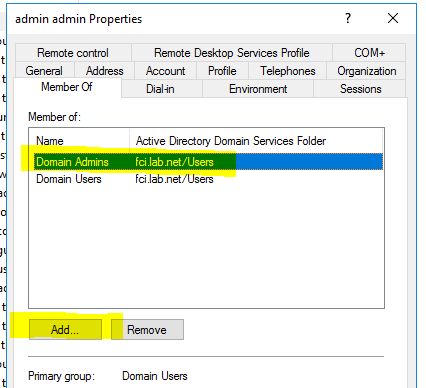 admin admin Properties ? ×
Remote control Remote Desktop Services Profile COM+
General Address Account Profile Telephones Organization
Member Of Dial-in Environment Sessions
Member of:
Name Active Directory Domain Services Folder
Domain Admins fci.lab.net/Users
Domain Users fci.lab.net/Users
Add... Remove
Primary group: Domain Users